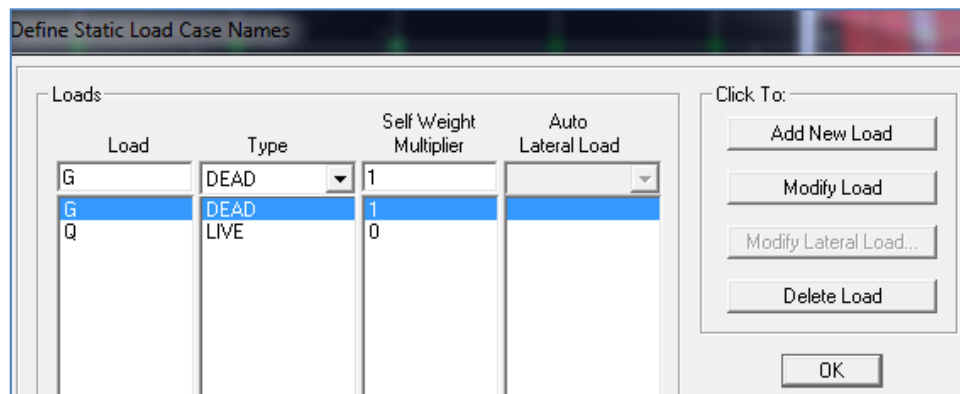 Define Static Load Case Names
Loads
Load Type Self Weight Multiplier Auto Lateral Load
G DEAD 1
G DEAD 1
Q LIVE 0
Click To:
Add New Load
Modify Load
Modify Lateral Load...
Delete Load
OK